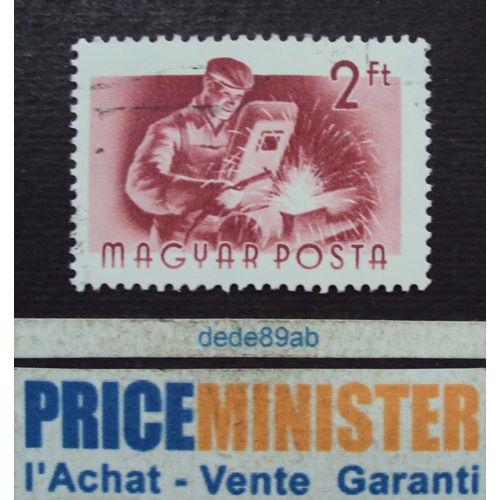 2 ft
MAGYAR POSTA
dede89ab
PRICEMINISTER
l'Achat - Vente Garanti